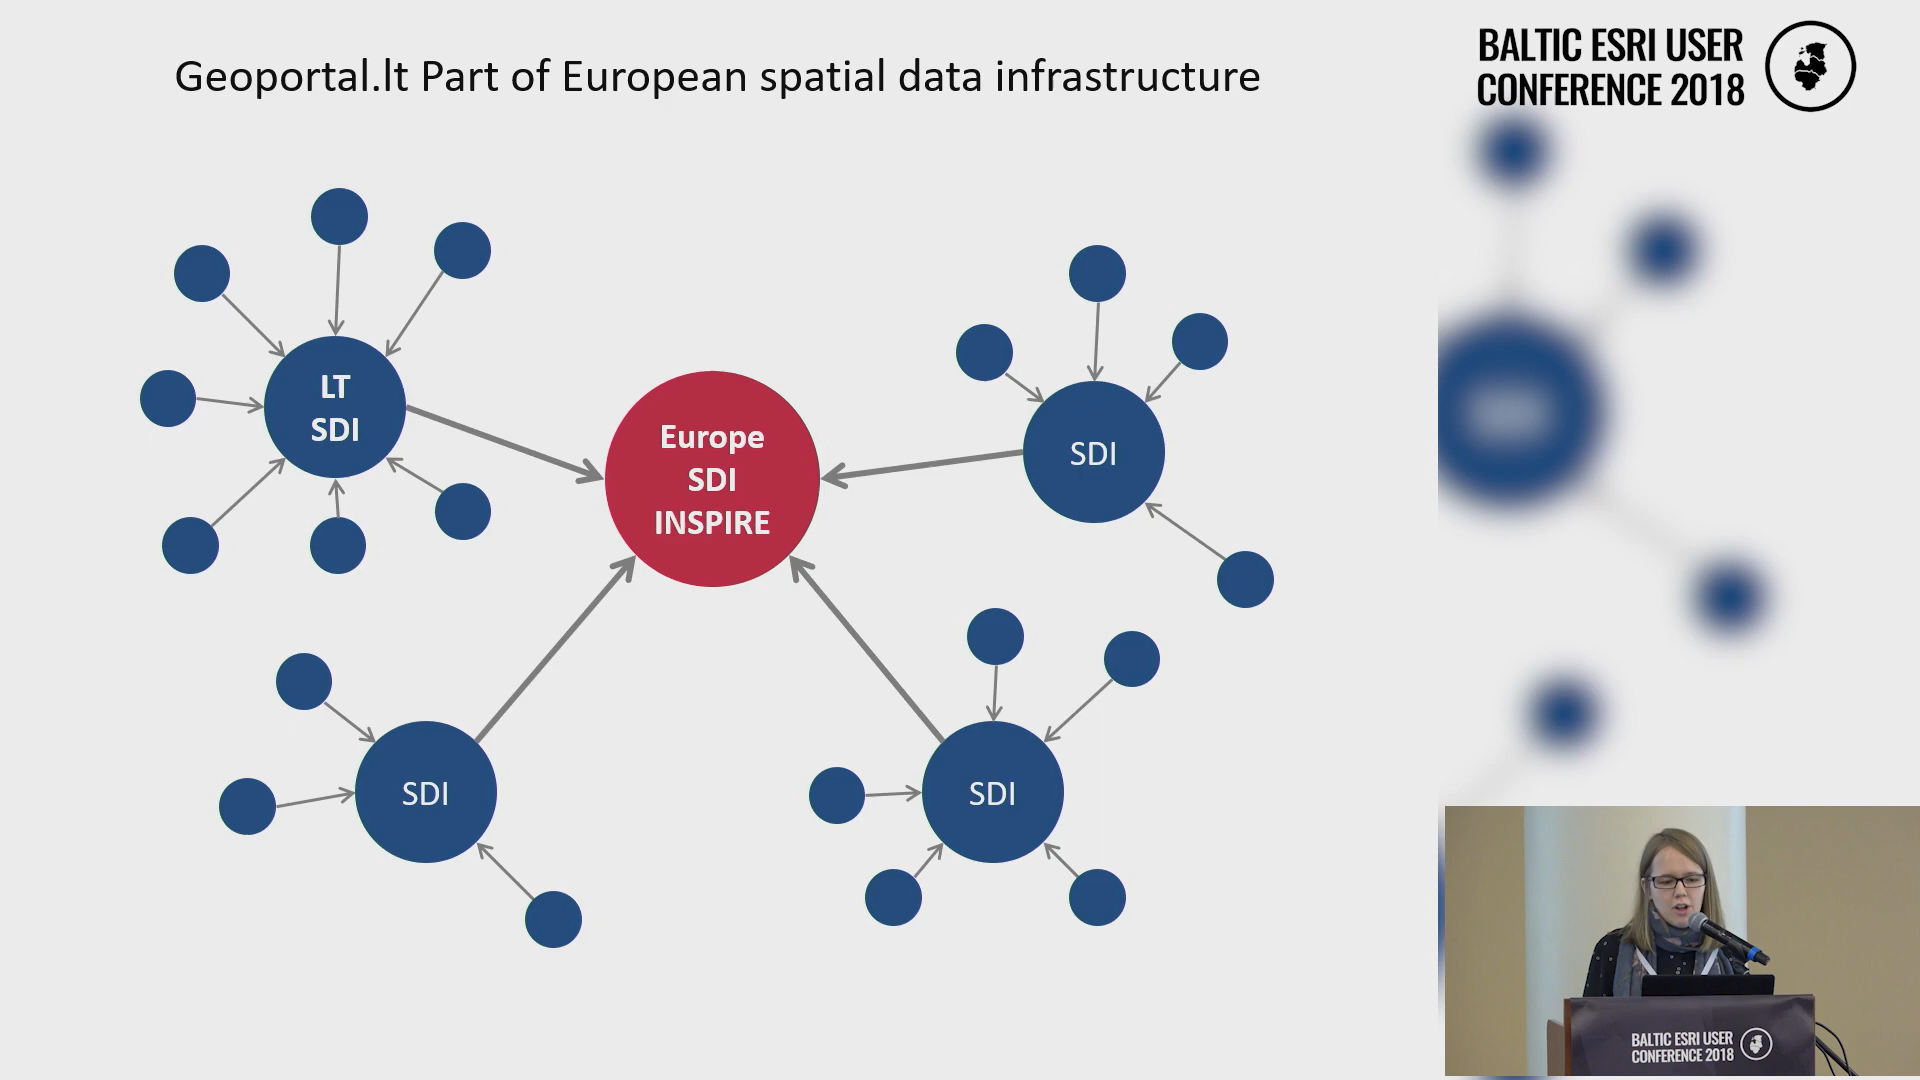 Geoportal.lt Part of European spatial data infrastructure
BALTIC ESRI USER
CONFERENCE 2018
LT
SDI
Europe
SDI
INSPIRE
SDI
SDI
SDI
BALTIC ESRI USER
CONFERENCE 2018